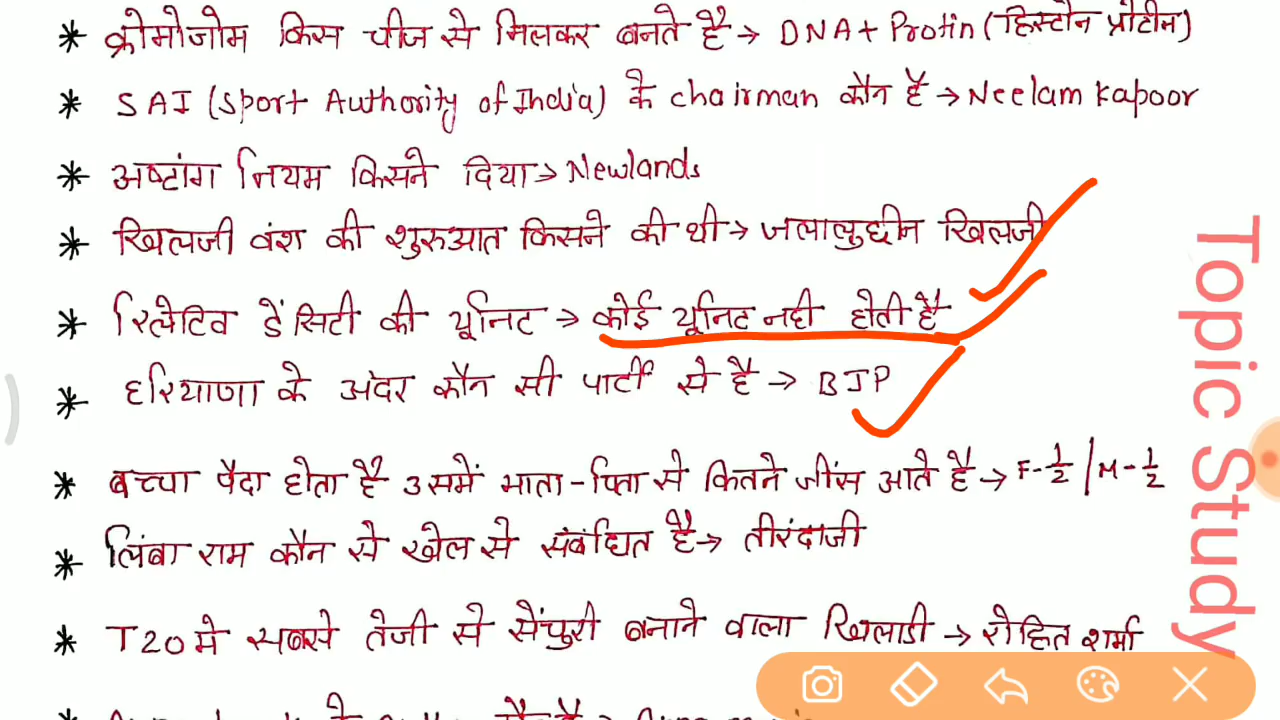 * क्रोमोजोम किस चीज से मिलकर बनते है → DNA + Protin (हिस्टोन प्रोटीन)
* SAI (Sport Authority of India) के chairman कौन है → Neelam Kapoor
* अष्टांग नियम किसने दिया → Newlands
* खिलजी वंश की शुरुआत किसने की थी → जलालुद्दीन खिलजी
* रिलेटिव डेंसिटी की यूनिट → कोई यूनिट नही होती है
* हरियाणा के अंदर कौन सी पार्टी से है → BJP
* बच्चा पैदा होता है उसमें माता-पिता से कितने जींस आते है → F-1/2 / M-1/2
* लिंबा राम कौन से खेल से संबंधित है → तीरंदाजी
* T20 मे सबसे तेजी से सेंचुरी बनाने वाला खिलाडी → रोहित शर्मा
Topic Study